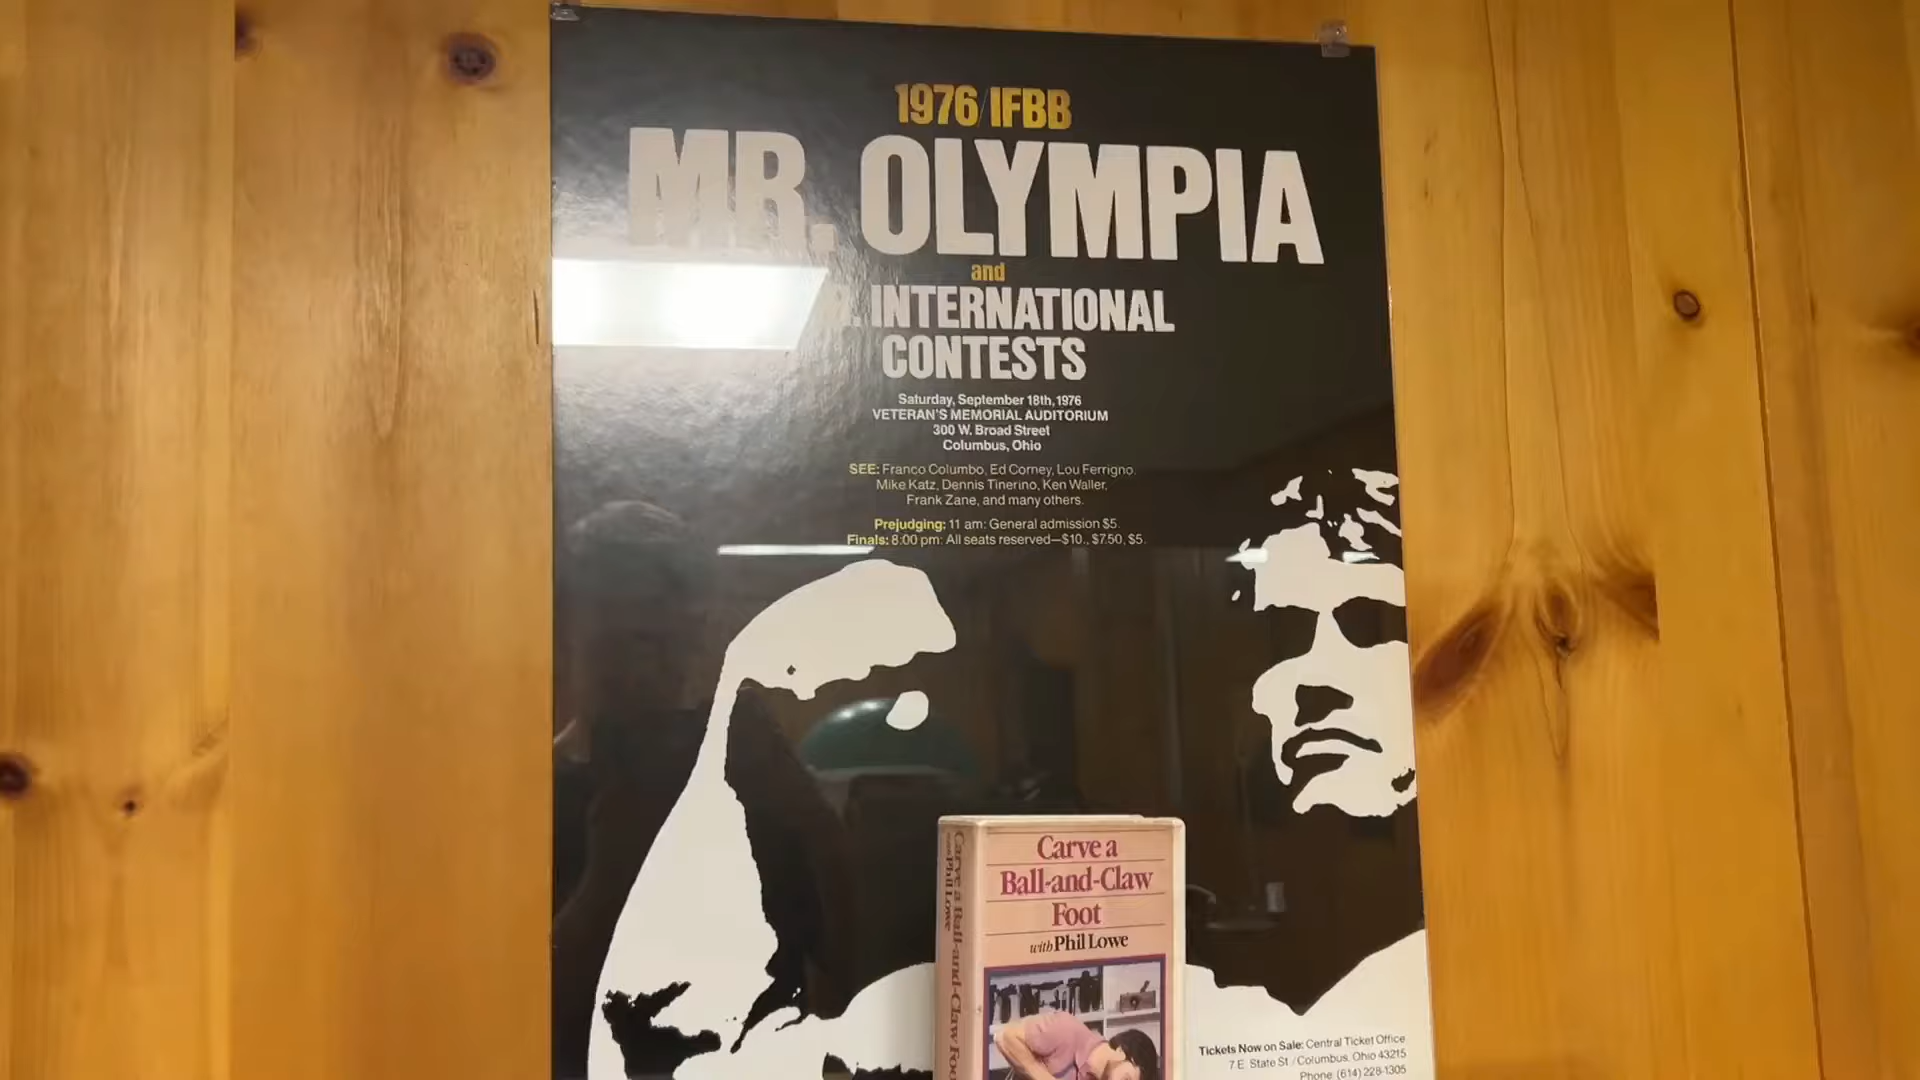 1976/IFBB
MR. OLYMPIA
and
INTERNATIONAL
CONTESTS
Saturday, September 18th, 1976
VETERAN'S MEMORIAL AUDITORIUM
300 W. Broad Street
Columbus, Ohio
SEE: Franco Columbo, Ed Corney, Lou Ferrigno,
Mike Katz, Dennis Tinerino, Ken Waller,
Frank Zane, and many others.
Prejudging: 11 am: General admission $5.
Finals: 8:00 pm: All seats reserved—$10., $7.50, $5.
Carve a
Ball-and-Claw
Foot
with Phil Lowe
Carve a Ball-and-Claw Foo
with Phil Lowe
Tickets Now on Sale: Central Ticket Office
7 E. State St./Columbus, Ohio 43215
Phone: (614) 228-1305